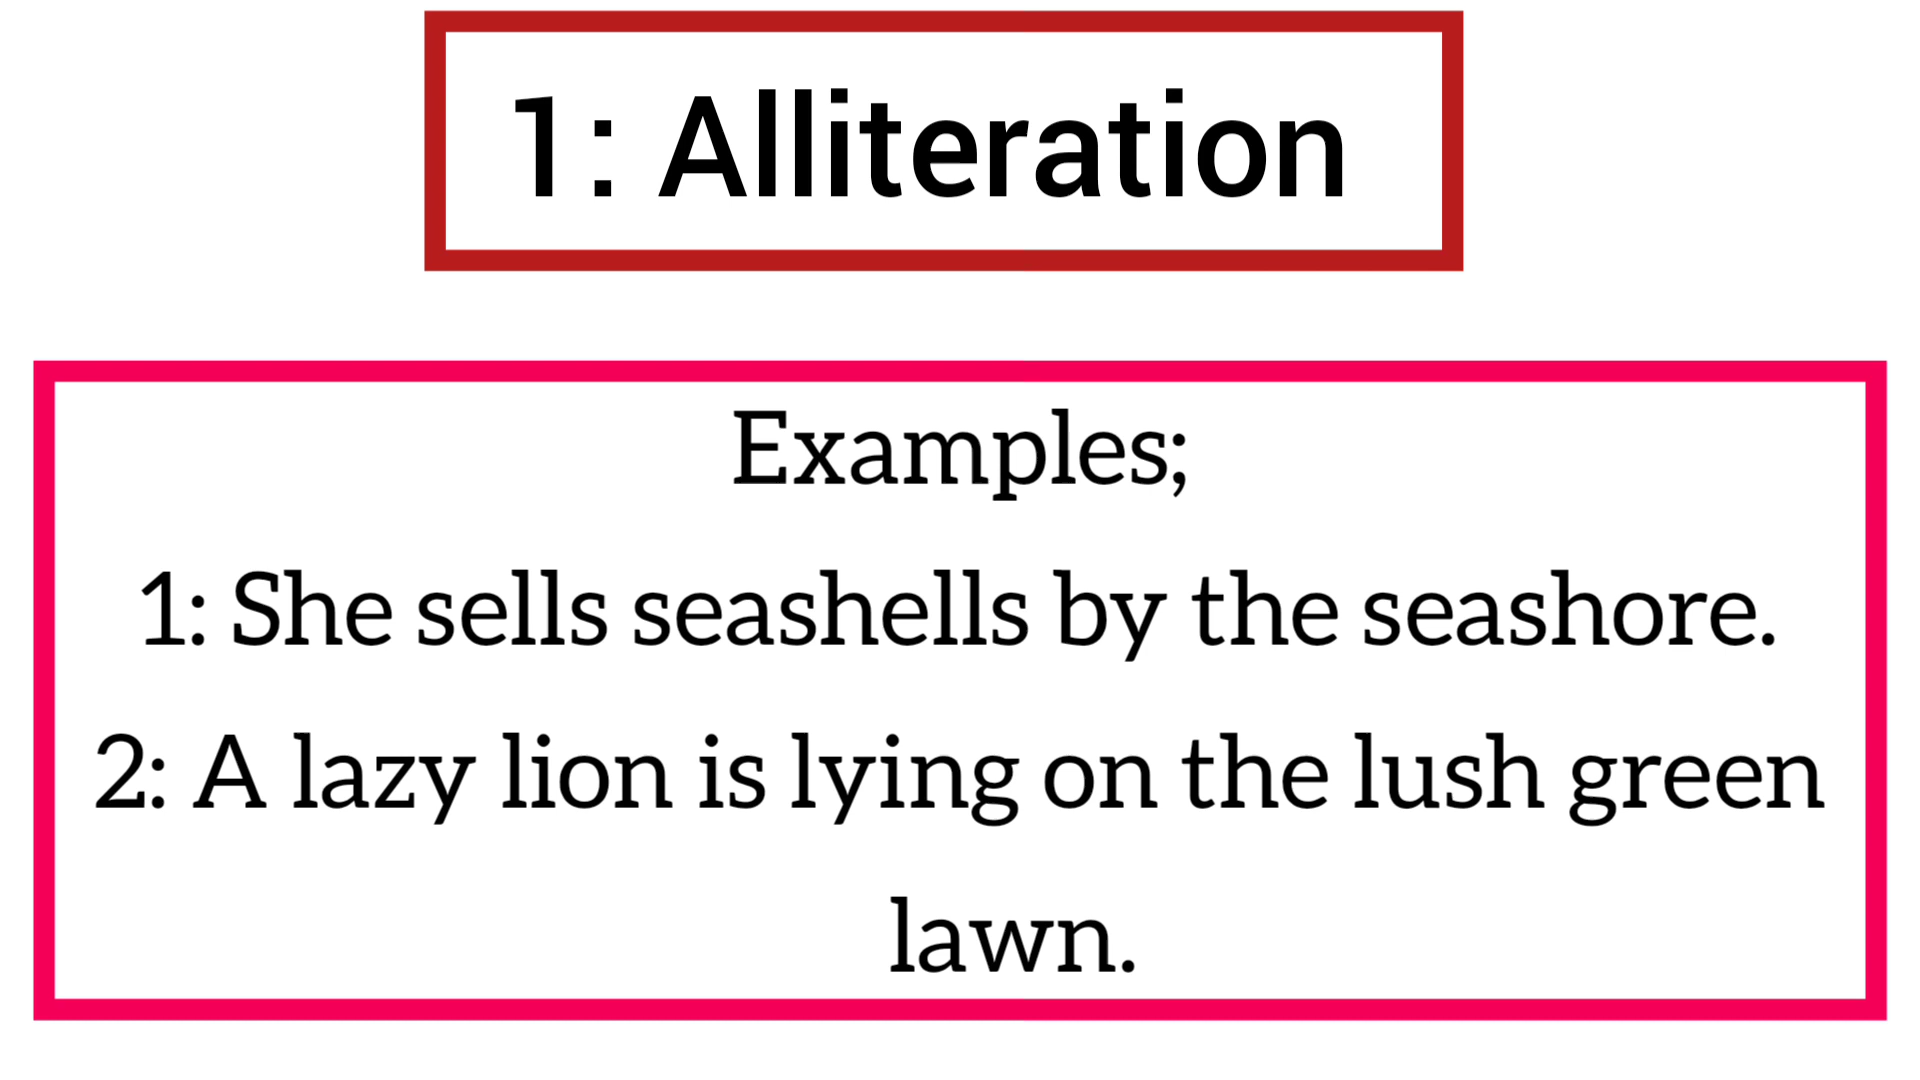 1: Alliteration
Examples;
1: She sells seashells by the seashore.
2: A lazy lion is lying on the lush green
lawn.